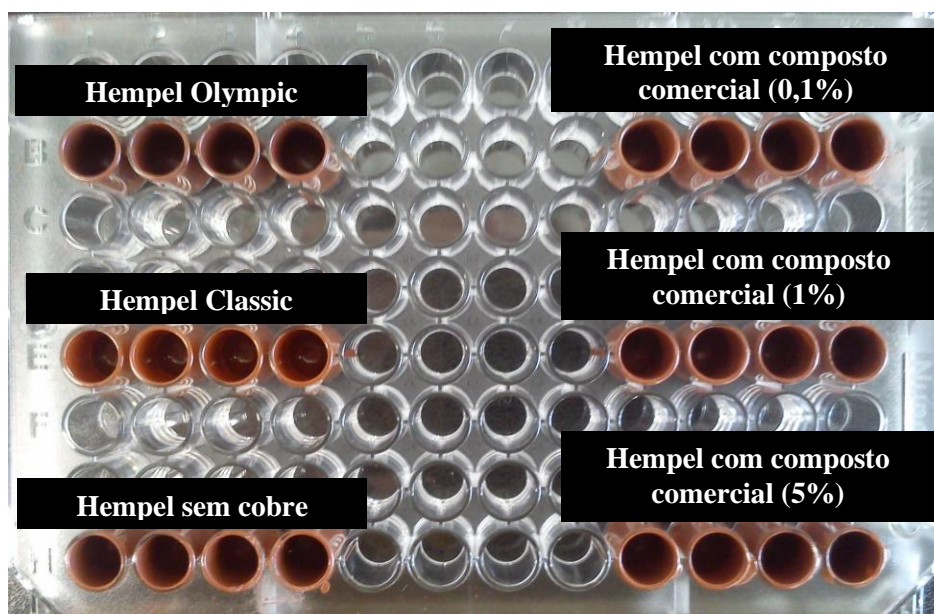 Hempel Olympic
Hempel com composto
comercial (0,1%)
B
C
Hempel Classic
Hempel com composto
comercial (1%)
E
F
Hempel sem cobre
Hempel com composto
comercial (5%)
H